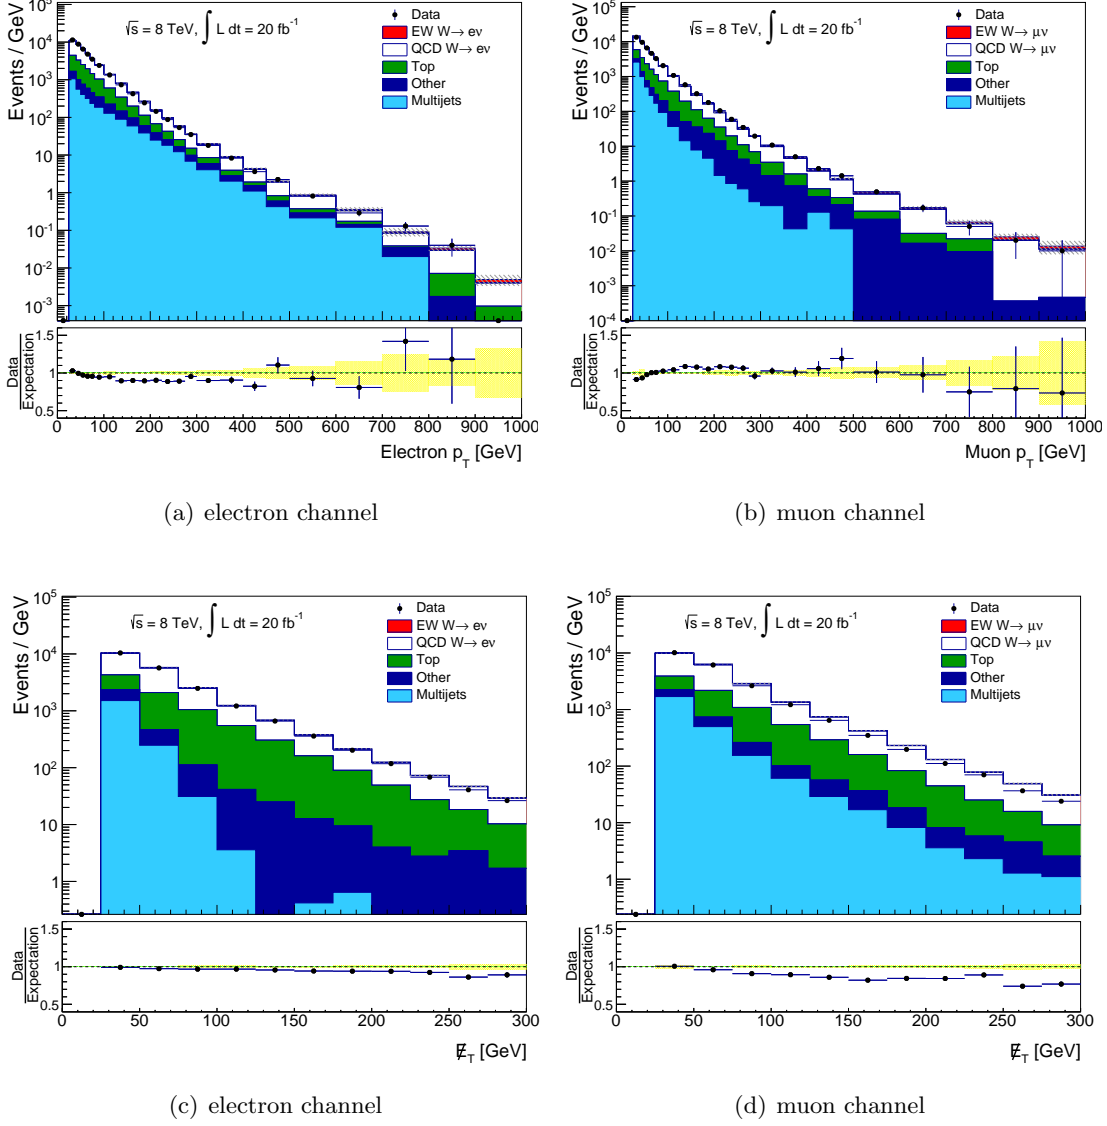 Events / GeV
10⁵
10⁴
10³
10²
10
1
10⁻¹
10⁻²
10⁻³
√s = 8 TeV, ∫ L dt = 20 fb⁻¹
Data
EW W→ eν
QCD W→ eν
Top
Other
Multijets
Data
Expectation
1.5
1
0.5
0 100 200 300 400 500 600 700 800 900 1000
Electron p_T [GeV]
(a) electron channel
Events / GeV
10⁵
10⁴
10³
10²
10
1
10⁻¹
10⁻²
10⁻³
10⁻⁴
√s = 8 TeV, ∫ L dt = 20 fb⁻¹
Data
EW W→ μν
QCD W→ μν
Top
Other
Multijets
Data
Expectation
1.5
1
0.5
0 100 200 300 400 500 600 700 800 900 1000
Muon p_T [GeV]
(b) muon channel
Events / GeV
10⁵
10⁴
10³
10²
10
1
√s = 8 TeV, ∫ L dt = 20 fb⁻¹
Data
EW W→ eν
QCD W→ eν
Top
Other
Multijets
Data
Expectation
1.5
1
0.5
0 50 100 150 200 250 300
E̸_T [GeV]
(c) electron channel
Events / GeV
10⁵
10⁴
10³
10²
10
1
√s = 8 TeV, ∫ L dt = 20 fb⁻¹
Data
EW W→ μν
QCD W→ μν
Top
Other
Multijets
Data
Expectation
1.5
1
0.5
0 50 100 150 200 250 300
E̸_T [GeV]
(d) muon channel